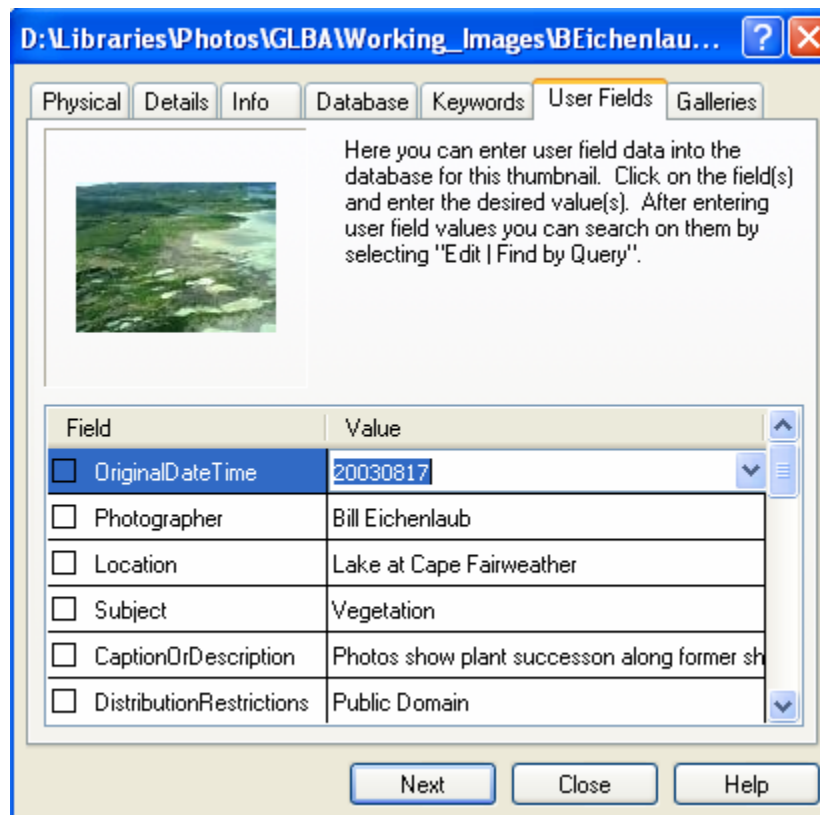 D:\Libraries\Photos\GLBA\Working_Images\BEichenlau...
Physical Details Info Database Keywords User Fields Galleries
Here you can enter user field data into the
database for this thumbnail. Click on the field(s)
and enter the desired value(s). After entering
user field values you can search on them by
selecting "Edit | Find by Query".
Field Value
OriginalDateTime 20030817
Photographer Bill Eichenlaub
Location Lake at Cape Fairweather
Subject Vegetation
CaptionOrDescription Photos show plant successon along former sh
DistributionRestrictions Public Domain
Next Close Help